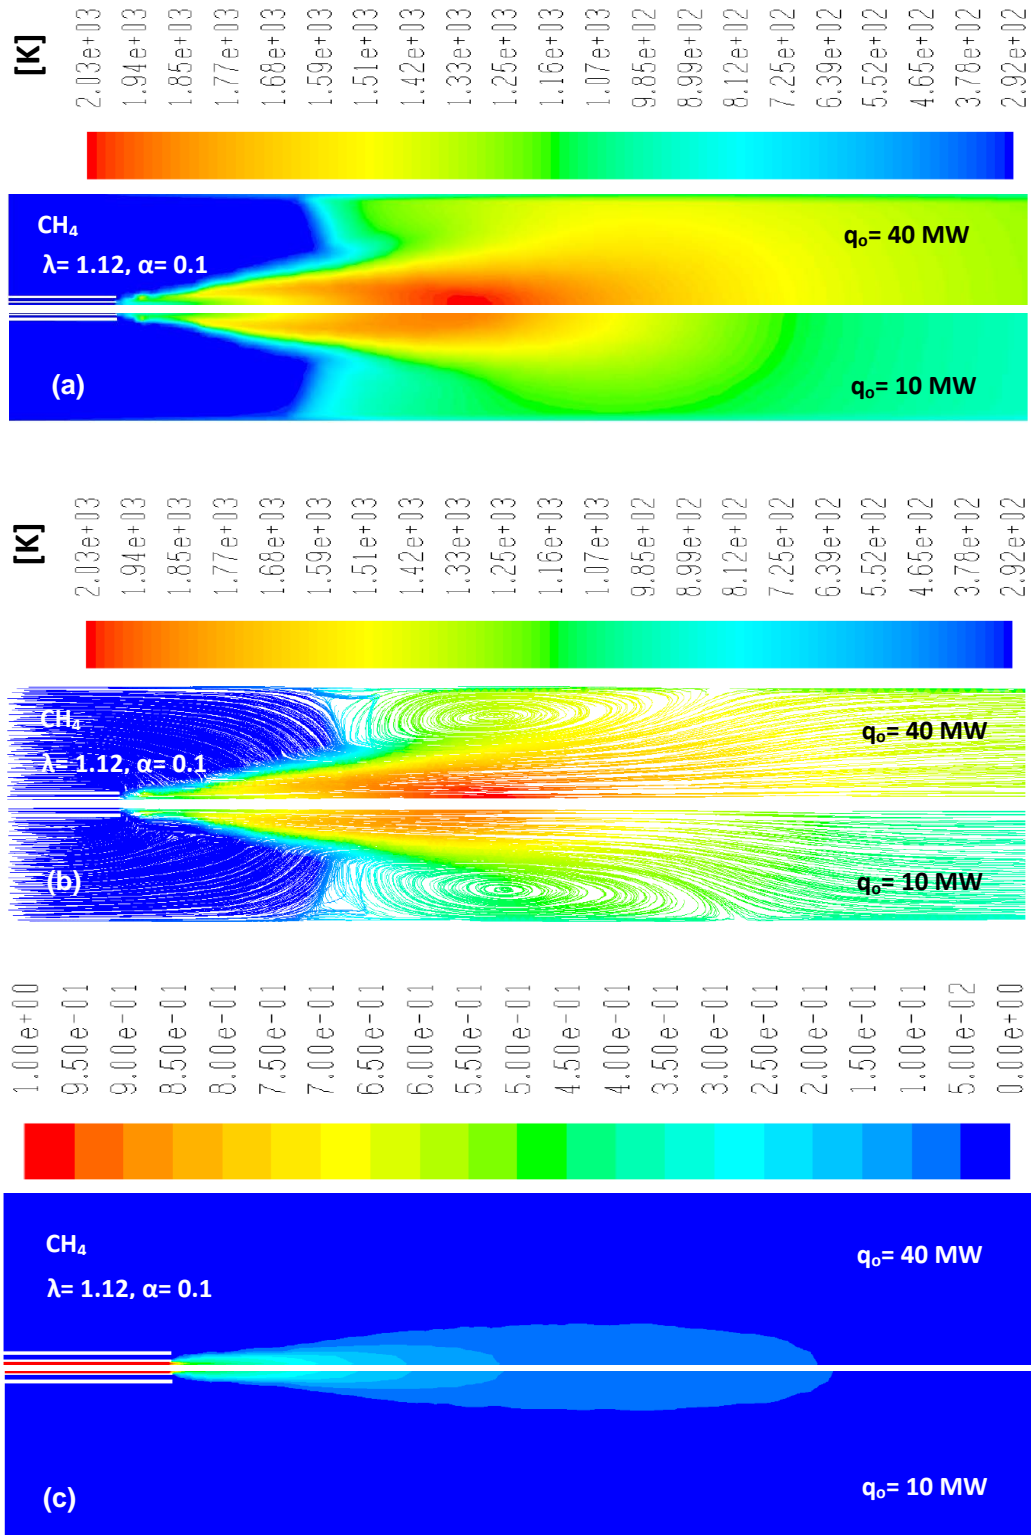 [K]
2.03e+03
1.94e+03
1.85e+03
1.77e+03
1.68e+03
1.59e+03
1.51e+03
1.42e+03
1.33e+03
1.25e+03
1.16e+03
1.07e+03
9.85e+02
8.99e+02
8.12e+02
7.25e+02
6.39e+02
5.52e+02
4.65e+02
3.78e+02
2.92e+02
CH₄
λ= 1.12, α= 0.1
qₒ= 40 MW
(a)
qₒ= 10 MW
[K]
2.03e+03
1.94e+03
1.85e+03
1.77e+03
1.68e+03
1.59e+03
1.51e+03
1.42e+03
1.33e+03
1.25e+03
1.16e+03
1.07e+03
9.85e+02
8.99e+02
8.12e+02
7.25e+02
6.39e+02
5.52e+02
4.65e+02
3.78e+02
2.92e+02
CH₄
λ= 1.12, α= 0.1
qₒ= 40 MW
(b)
qₒ= 10 MW
1.00e+00
9.50e-01
9.00e-01
8.50e-01
8.00e-01
7.50e-01
7.00e-01
6.50e-01
6.00e-01
5.50e-01
5.00e-01
4.50e-01
4.00e-01
3.50e-01
3.00e-01
2.50e-01
2.00e-01
1.50e-01
1.00e-01
5.00e-02
0.00e+00
CH₄
λ= 1.12, α= 0.1
qₒ= 40 MW
(c)
qₒ= 10 MW